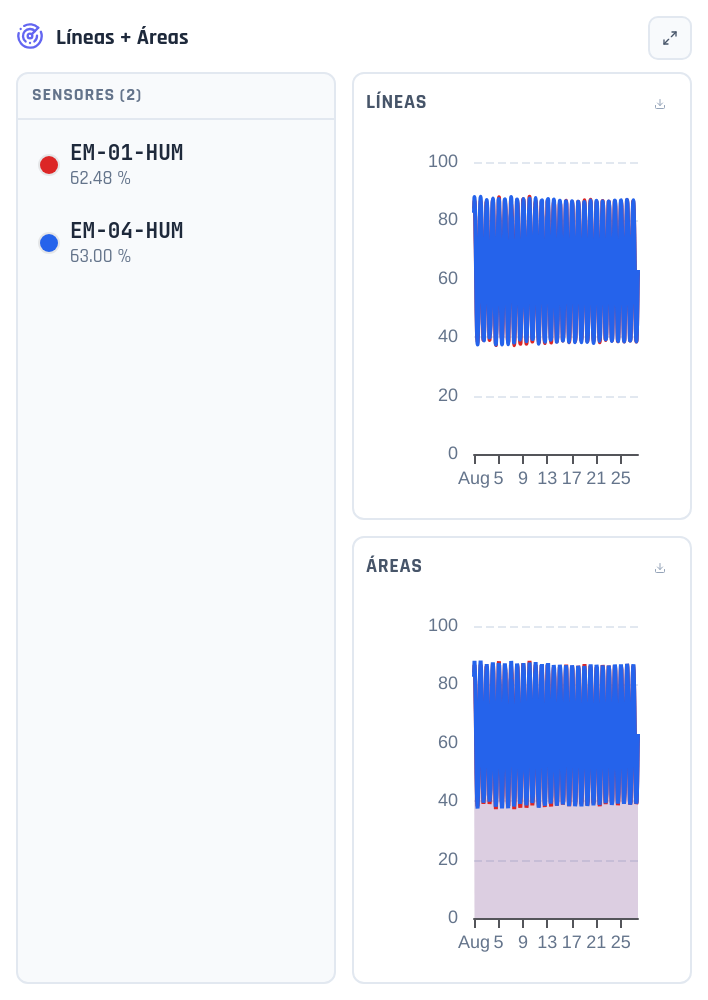 Líneas + Áreas
SENSORES (2)
EM-01-HUM
62.48 %
EM-04-HUM
63.00 %
LÍNEAS
100
80
60
40
20
0
Aug 5 9 13 17 21 25
ÁREAS
100
80
60
40
20
0
Aug 5 9 13 17 21 25